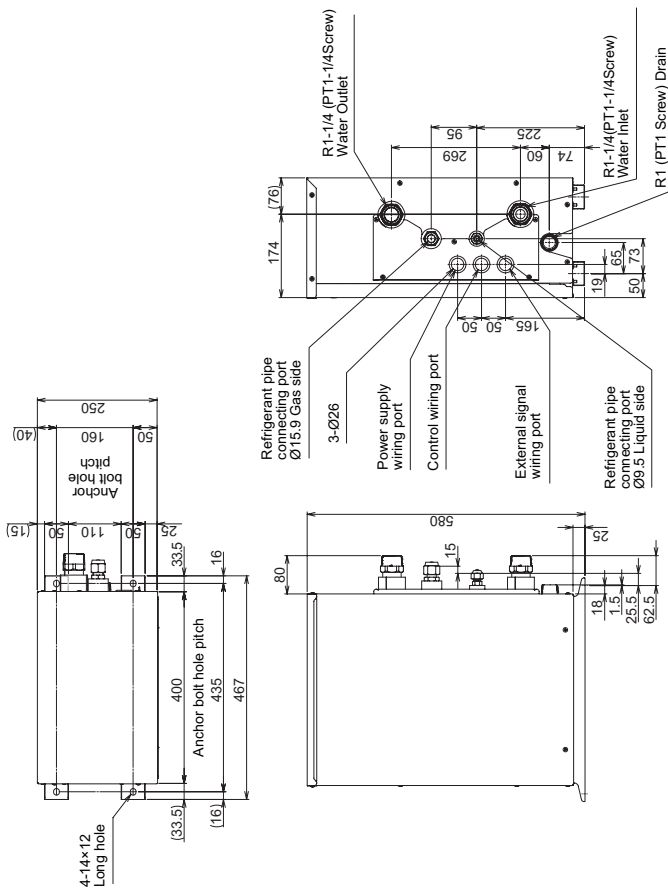 R1-1/4 (PT1-1/4Screw)
Water Outlet
R1-1/4(PT1-1/4Screw)
Water Inlet
R1 (PT1 Screw) Drain
95
225
269
60
74
(76)
174
65
73
19
50
50
50
165
Refrigerant pipe
connecting port
Ø15.9 Gas side
3-Ø26
Power supply
wiring port
Control wiring port
External signal
wiring port
Refrigerant pipe
connecting port
Ø9.5 Liquid side
250
(40)
160
50
Anchor
bolt hole
pitch
(15)
50
110
50
25
33.5
16
400
Anchor bolt hole pitch
435
467
(33.5)
(16)
4-14×12
Long hole
580
25
80
15
18
1.5
25.5
62.5